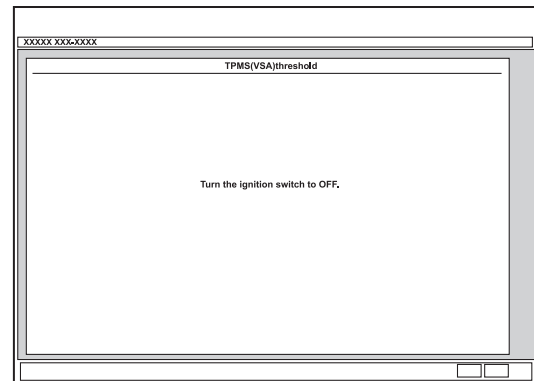 XXXXX XXX-XXXX
TPMS(VSA)threshold
Turn the ignition switch to OFF.